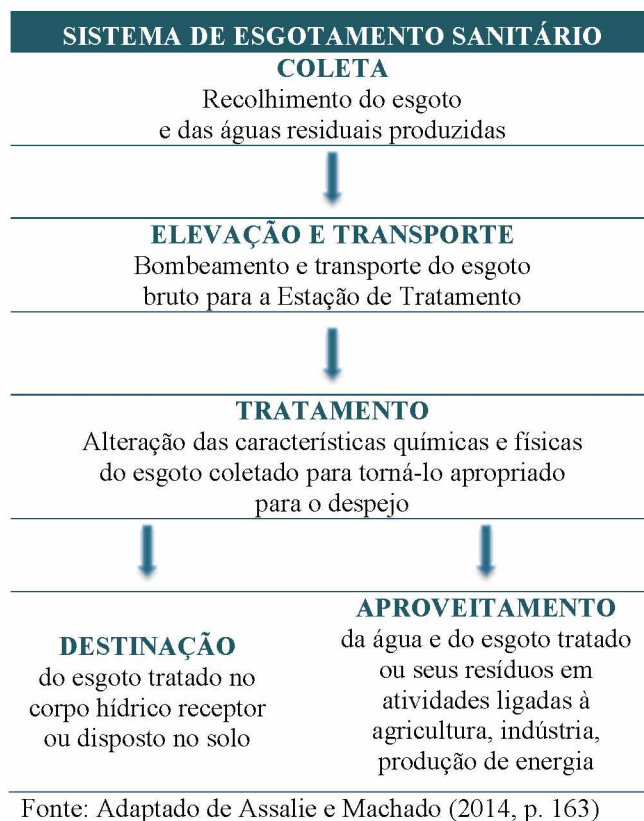 SISTEMA DE ESGOTAMENTO SANITÁRIO
COLETA
Recolhimento do esgoto
e das águas residuais produzidas
ELEVAÇÃO E TRANSPORTE
Bombeamento e transporte do esgoto
bruto para a Estação de Tratamento
TRATAMENTO
Alteração das características químicas e físicas
do esgoto coletado para torná-lo apropriado
para o despejo
DESTINAÇÃO
do esgoto tratado no
corpo hídrico receptor
ou disposto no solo
APROVEITAMENTO
da água e do esgoto tratado
ou seus resíduos em
atividades ligadas à
agricultura, indústria,
produção de energia
Fonte: Adaptado de Assalie e Machado (2014, p. 163)